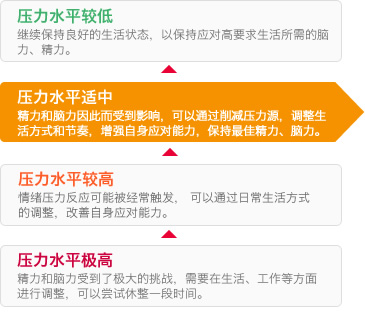 压力水平较低
继续保持良好的生活状态，以保持应对高要求生活所需的脑
力、精力。
压力水平适中
精力和脑力因此而受到影响，可以通过削减压力源，调整生
活方式和节奏，增强自身应对能力，保持最佳精力、脑力。
压力水平较高
情绪压力反应可能被经常触发， 可以通过日常生活方式
的调整，改善自身应对能力。
压力水平极高
精力和脑力受到了极大的挑战，需要在生活、工作等方面
进行调整，可以尝试休整一段时间。